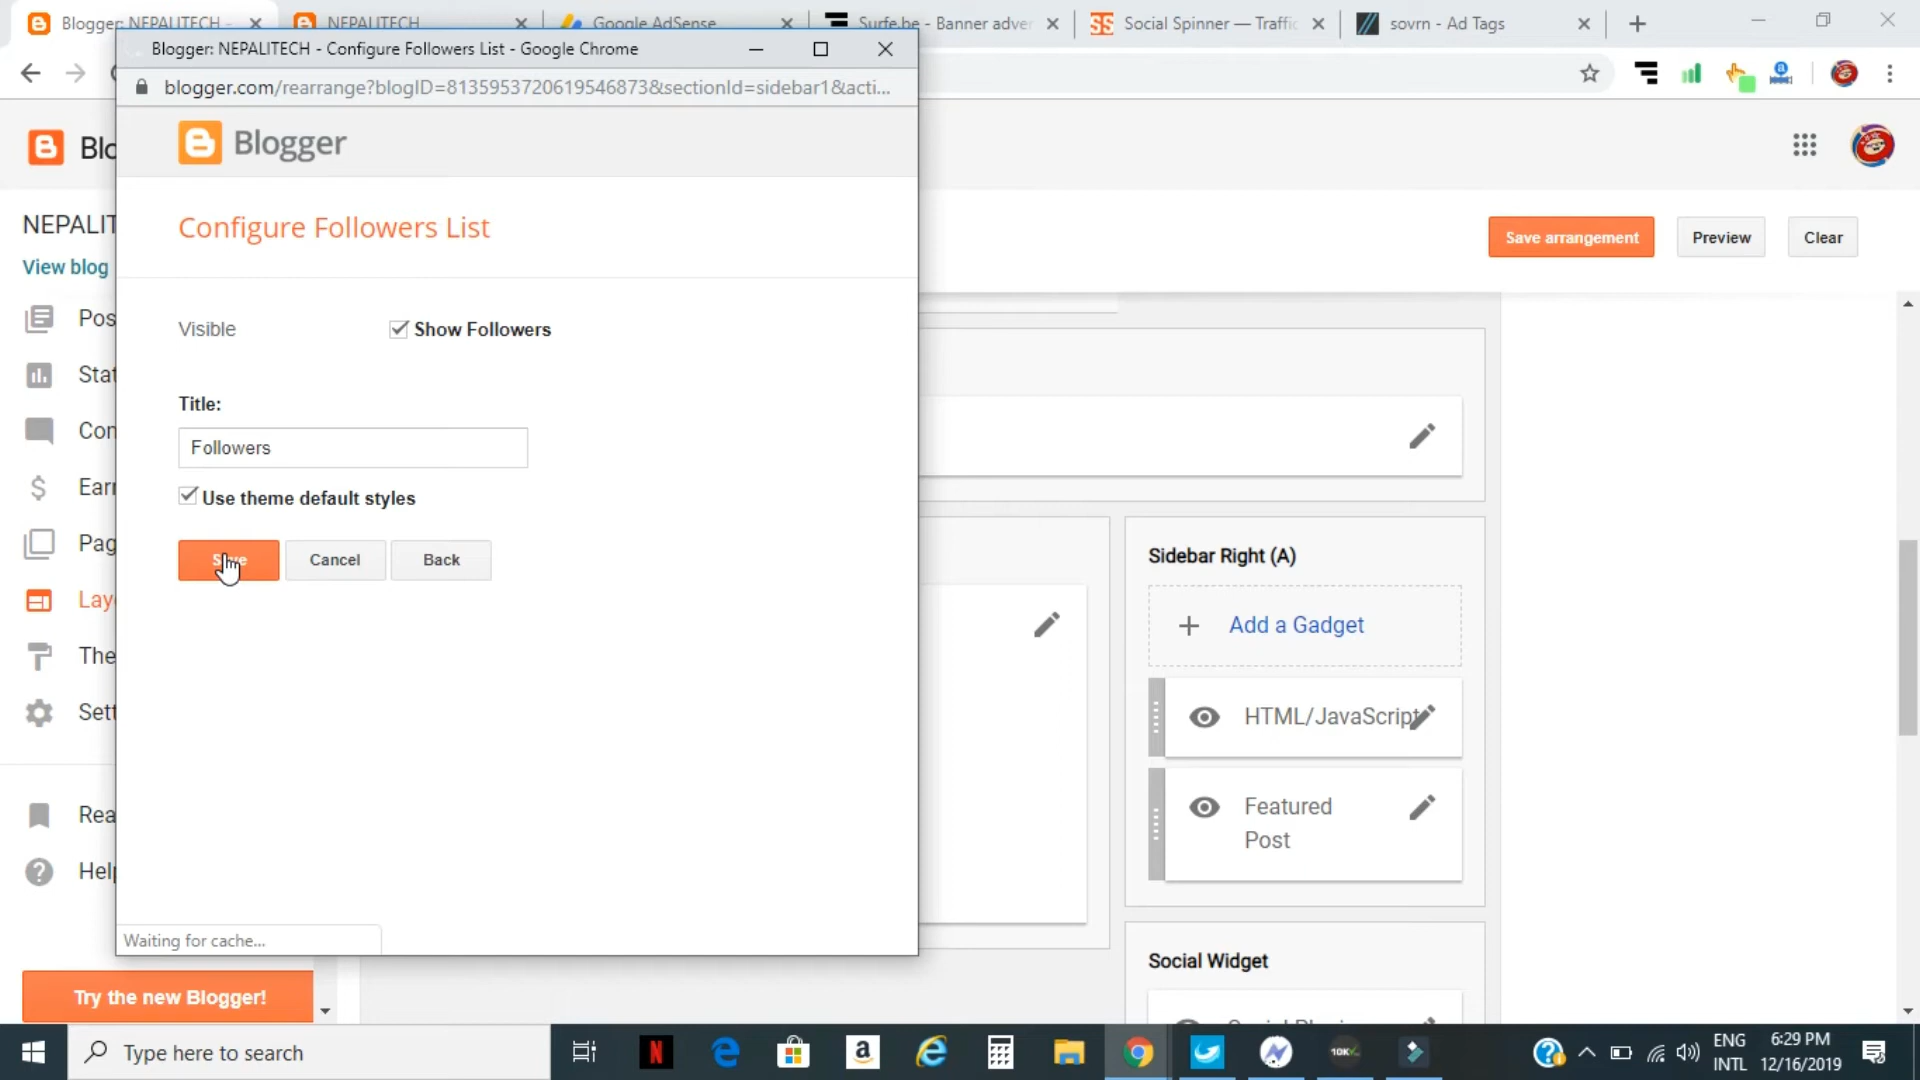 Blogger: NEPALITECH -
NEPALITECH
Google AdSense
Surfe.be - Banner adver
Social Spinner — Traffic
sovrn - Ad Tags
Blogger: NEPALITECH - Configure Followers List - Google Chrome
blogger.com/rearrange?blogID=8135953720619546873&sectionId=sidebar1&acti...
Blogger
Configure Followers List
Visible
Show Followers
Title:
Followers
Use theme default styles
Cancel
Back
Waiting for cache...
NEPALIT
View blog
Pos
Stat
Con
Earn
Pag
Layo
The
Sett
Rea
Help
Try the new Blogger!
Save arrangement
Preview
Clear
Sidebar Right (A)
Add a Gadget
HTML/JavaScript
Featured
Post
Social Widget
Type here to search
10K
ENG
INTL
6:29 PM
12/16/2019